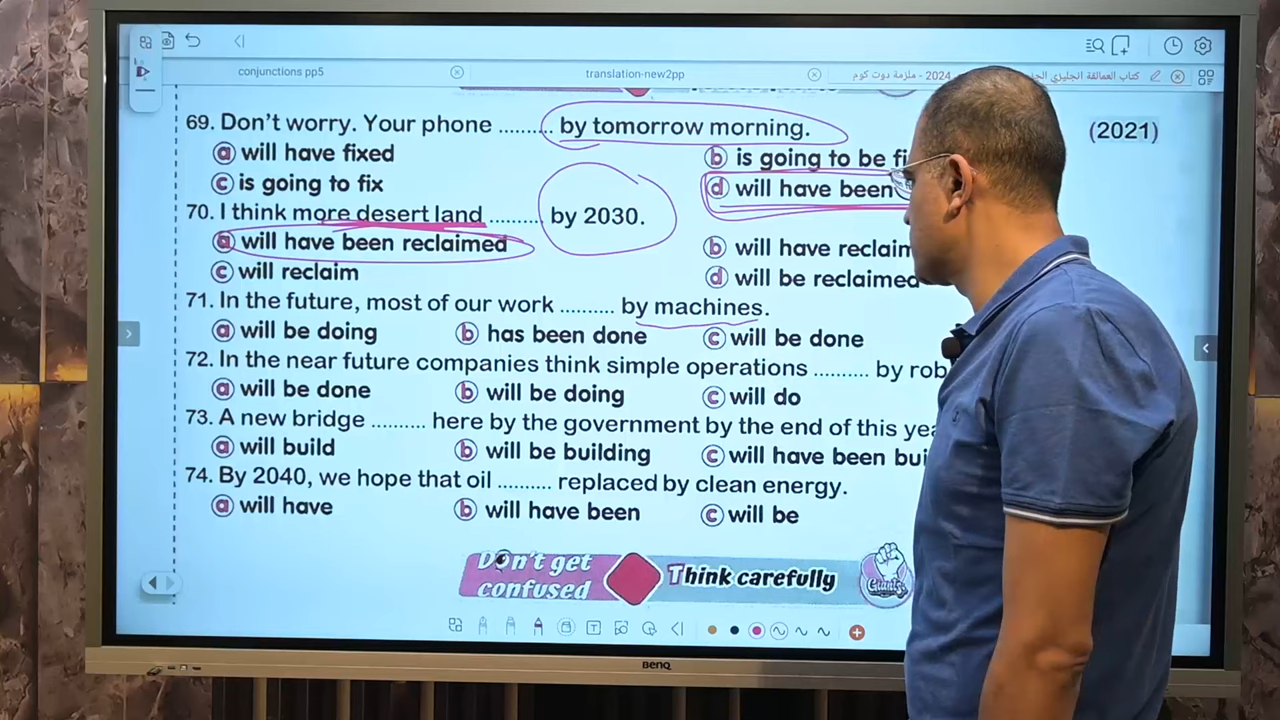 conjunctions pp5
translation-new2pp
كتاب العمالقة انجليزي
2024 - ملزمة دوت كوم
69. Don't worry. Your phone .......... by tomorrow morning. (2021)
ⓐ will have fixed ⓑ is going to be fi
ⓒ is going to fix ⓓ will have been
70. I think more desert land .......... by 2030.
ⓐ will have been reclaimed ⓑ will have reclaim
ⓒ will reclaim ⓓ will be reclaimed
71. In the future, most of our work .......... by machines.
ⓐ will be doing ⓑ has been done ⓒ will be done
72. In the near future companies think simple operations .......... by rob
ⓐ will be done ⓑ will be doing ⓒ will do
73. A new bridge .......... here by the government by the end of this yea
ⓐ will build ⓑ will be building ⓒ will have been bui
74. By 2040, we hope that oil .......... replaced by clean energy.
ⓐ will have ⓑ will have been ⓒ will be
Don't get
confused
Think carefully
Giants
BenQ